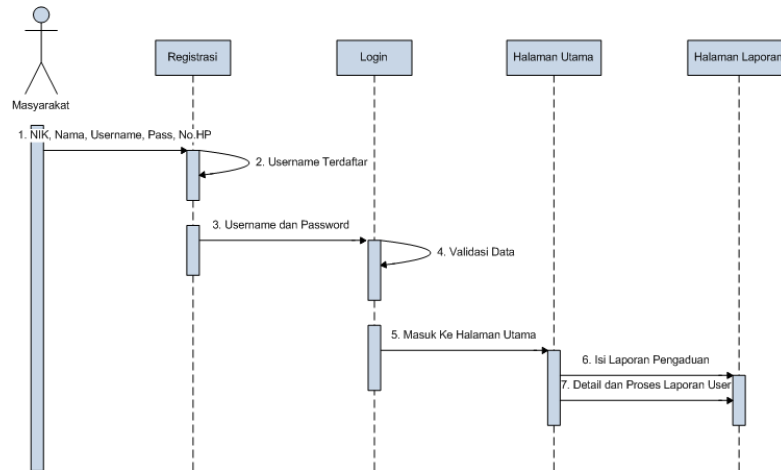 Registrasi
Login
Halaman Utama
Halaman Laporan
Masyarakat
1. NIK, Nama, Username, Pass, No.HP
2. Username Terdaftar
3. Username dan Password
4. Validasi Data
5. Masuk Ke Halaman Utama
6. Isi Laporan Pengaduan
7. Detail dan Proses Laporan User